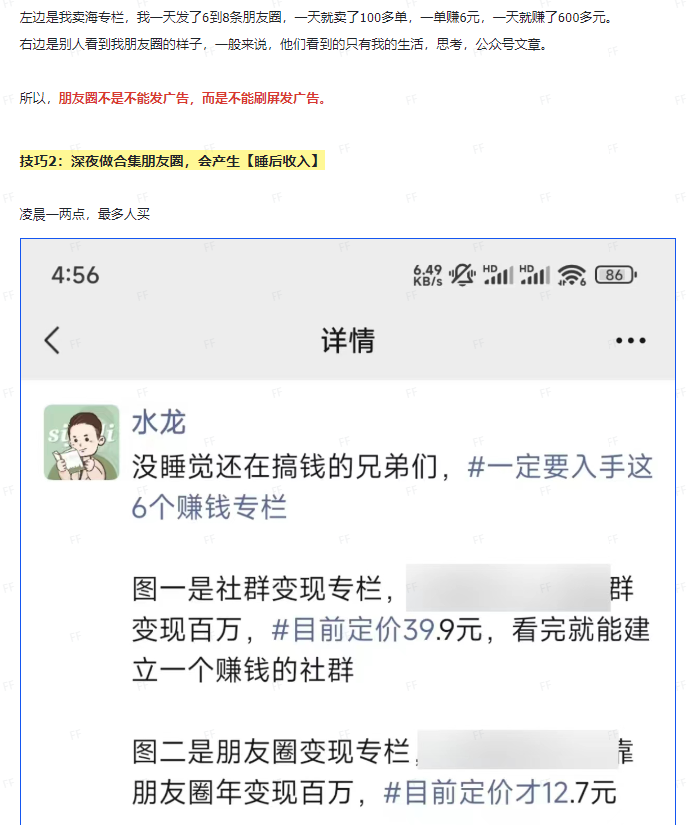 左边是我卖海专栏，我一天发了6到8条朋友圈，一天就卖了100多单，一单赚6元，一天就赚了600多元。
右边是别人看到我朋友圈的样子，一般来说，他们看到的只有我的生活，思考，公众号文章。
所以，朋友圈不是不能发广告，而是不能刷屏发广告。
技巧2：深夜做合集朋友圈，会产生【睡后收入】
凌晨一两点，最多人买
4:56
6.49 KB/s HD HD 6 86
详情
水龙
没睡觉还在搞钱的兄弟们，#一定要入手这
6个赚钱专栏
图一是社群变现专栏，群
变现百万，#目前定价39.9元，看完就能建
立一个赚钱的社群
图二是朋友圈变现专栏，靠
朋友圈年变现百万，#目前定价才12.7元